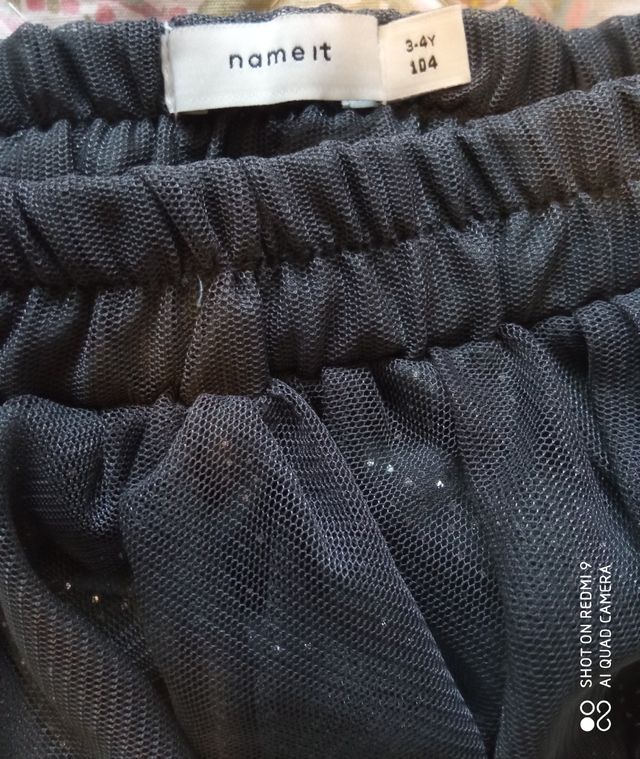 name it
3-4Y
104
SHOT ON REDMI 9
AI QUAD CAMERA